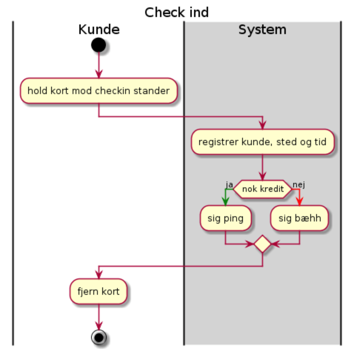 Check ind
Kunde
System
hold kort mod checkin stander
registrer kunde, sted og tid
ja
nok kredit
nej
sig ping
sig bæhh
fjern kort